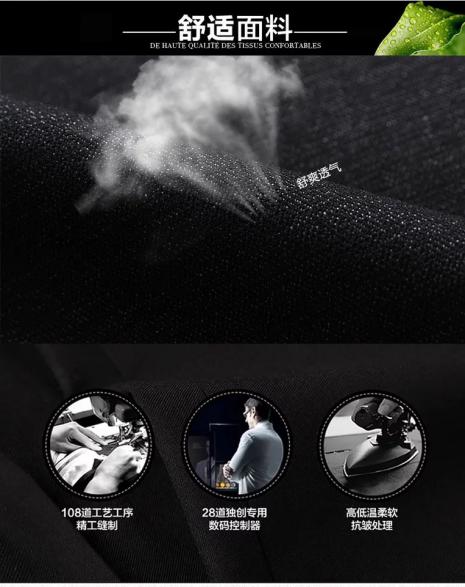 舒适面料
DE HAUTE QUALITÉ DES TISSUS CONFORTABLES
舒爽透气
108道工艺工序
精工缝制
28道独创专用
数码控制器
高低温柔软
抗皱处理